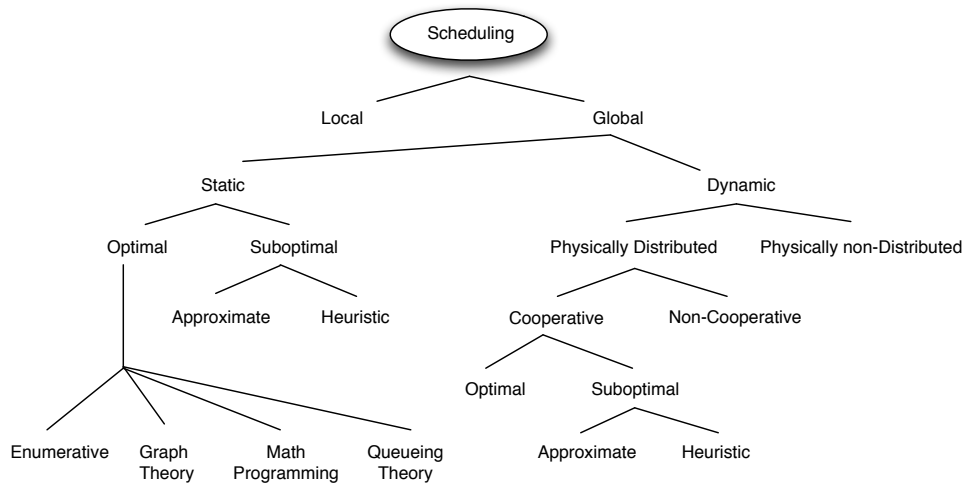 Scheduling
Local
Global
Static
Dynamic
Optimal
Suboptimal
Physically Distributed
Physically non-Distributed
Approximate
Heuristic
Cooperative
Non-Cooperative
Optimal
Suboptimal
Enumerative
Graph
Theory
Math
Programming
Queueing
Theory
Approximate
Heuristic